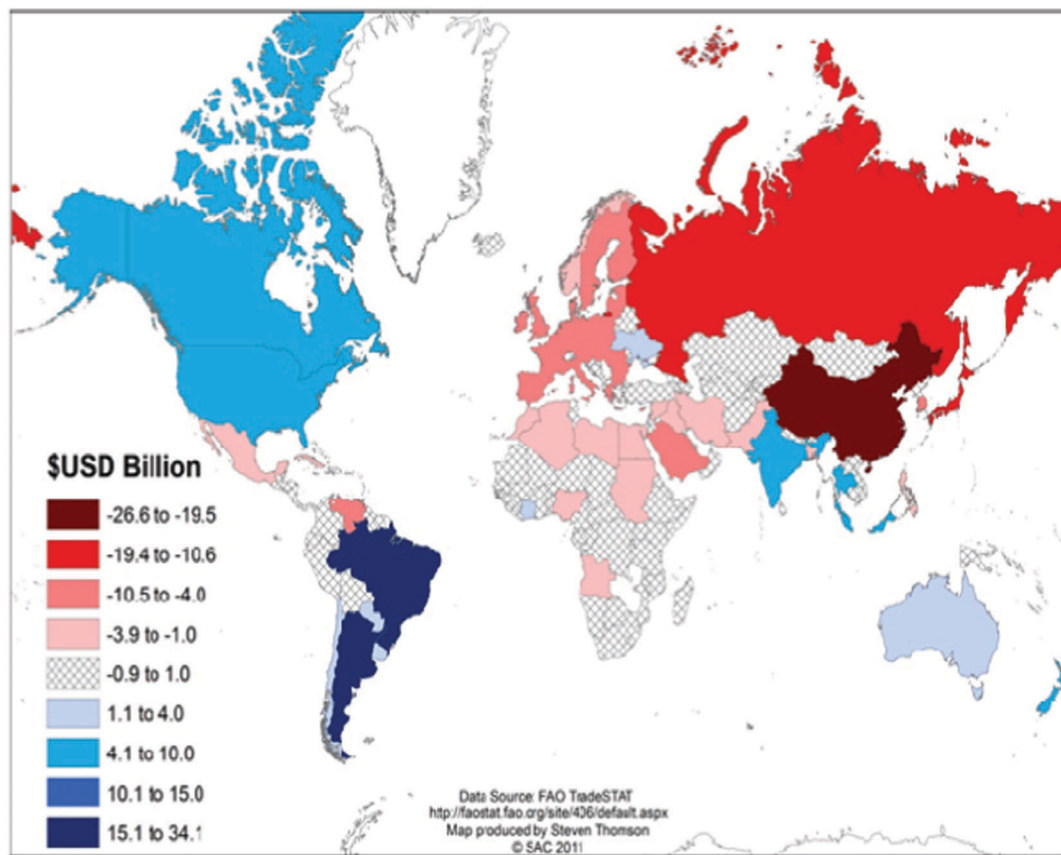 $USD Billion
-26.6 to -19.5
-19.4 to -10.6
-10.5 to -4.0
-3.9 to -1.0
-0.9 to 1.0
1.1 to 4.0
4.1 to 10.0
10.1 to 15.0
15.1 to 34.1
Data Source: FAO TradeSTAT
http://faostat.fao.org/site/406/default.aspx
Map produced by Steven Thomson
© SAC 2011